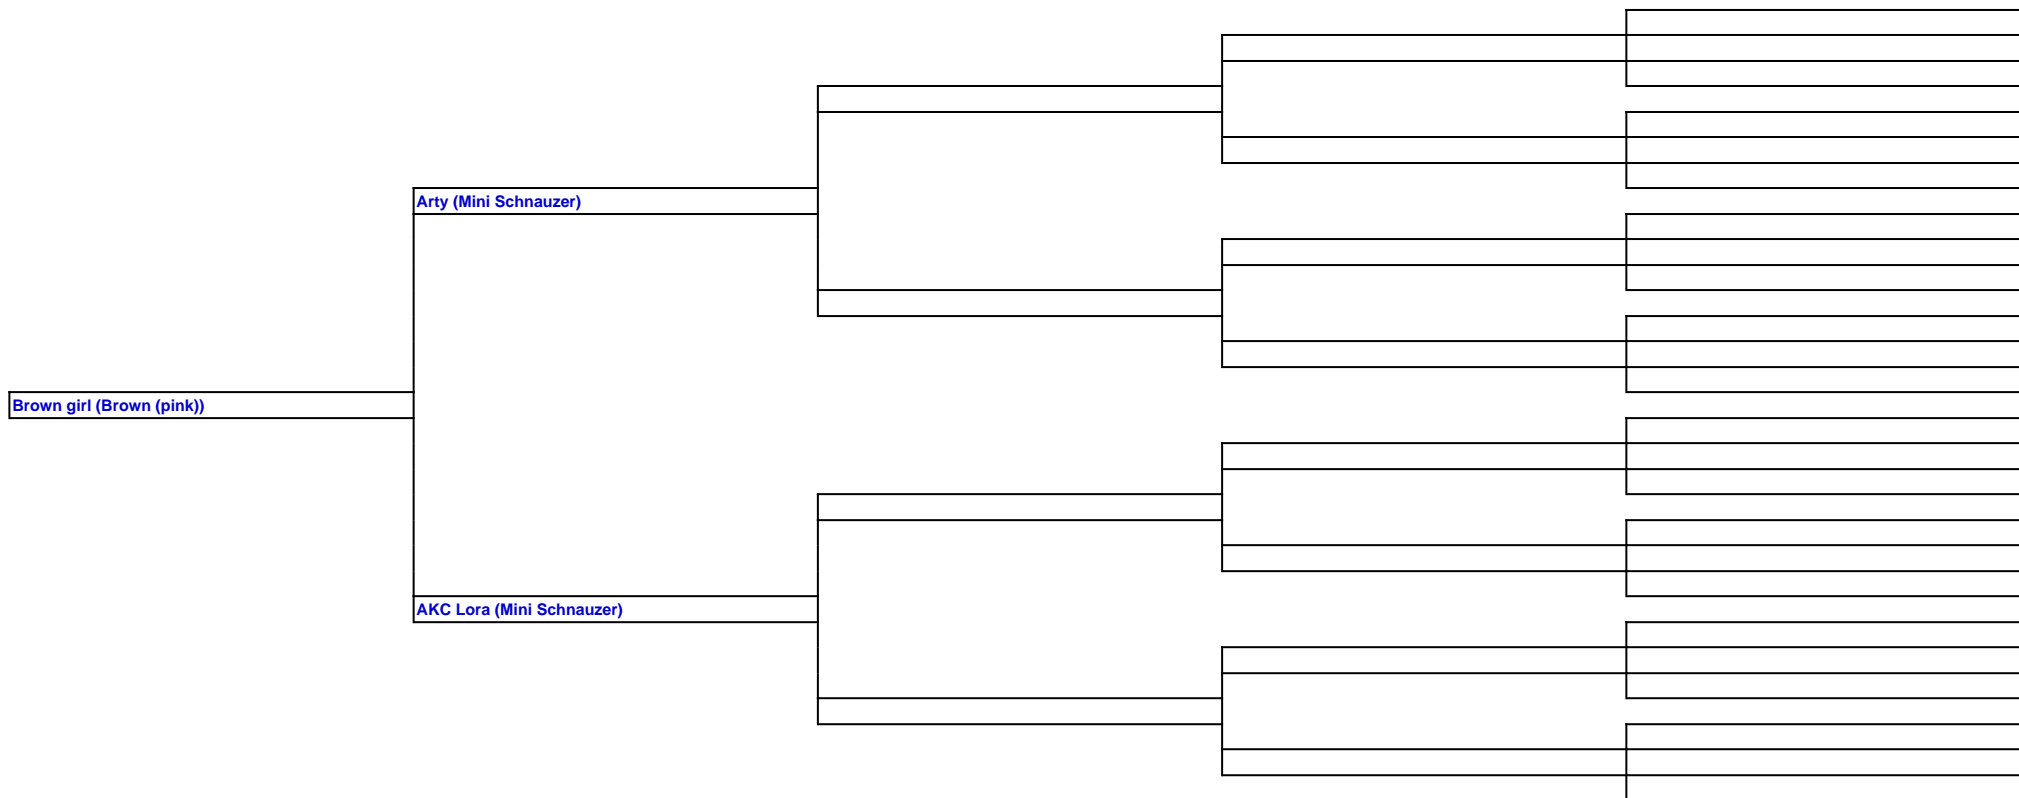 Arty (Mini Schnauzer)
Brown girl (Brown (pink))
AKC Lora (Mini Schnauzer)